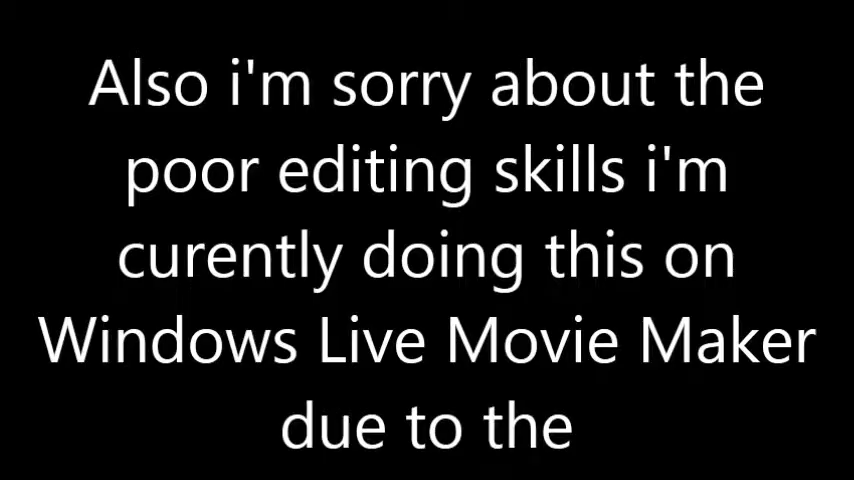 Also i'm sorry about the
poor editing skills i'm
curently doing this on
Windows Live Movie Maker
due to the